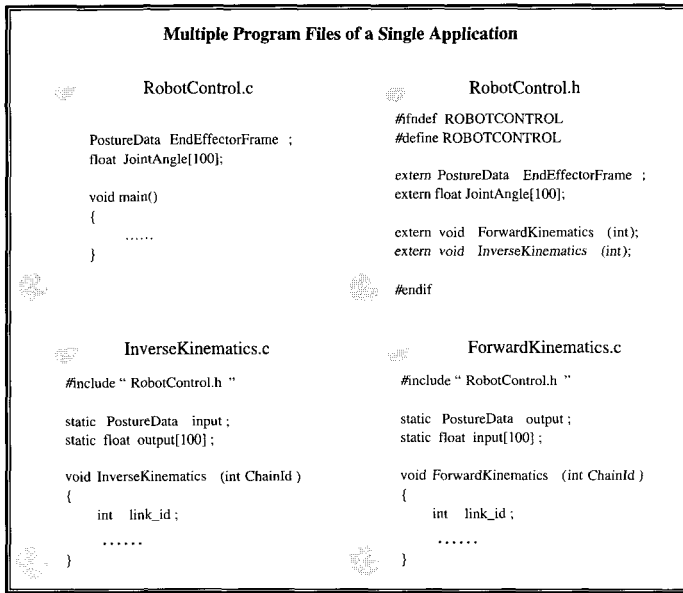 Multiple Program Files of a Single Application
RobotControl.c
PostureData EndEffectorFrame ;
float JointAngle[100];
void main()
{
......
}
RobotControl.h
#ifndef ROBOTCONTROL
#define ROBOTCONTROL
extern PostureData EndEffectorFrame ;
extern float JointAngle[100];
extern void ForwardKinematics (int);
extern void InverseKinematics (int);
#endif
InverseKinematics.c
#include “ RobotControl.h ”
static PostureData input ;
static float output[100] ;
void InverseKinematics (int ChainId )
{
int link_id ;
......
}
ForwardKinematics.c
#include “ RobotControl.h ”
static PostureData output ;
static float input[100] ;
void ForwardKinematics (int ChainId )
{
int link_id ;
......
}